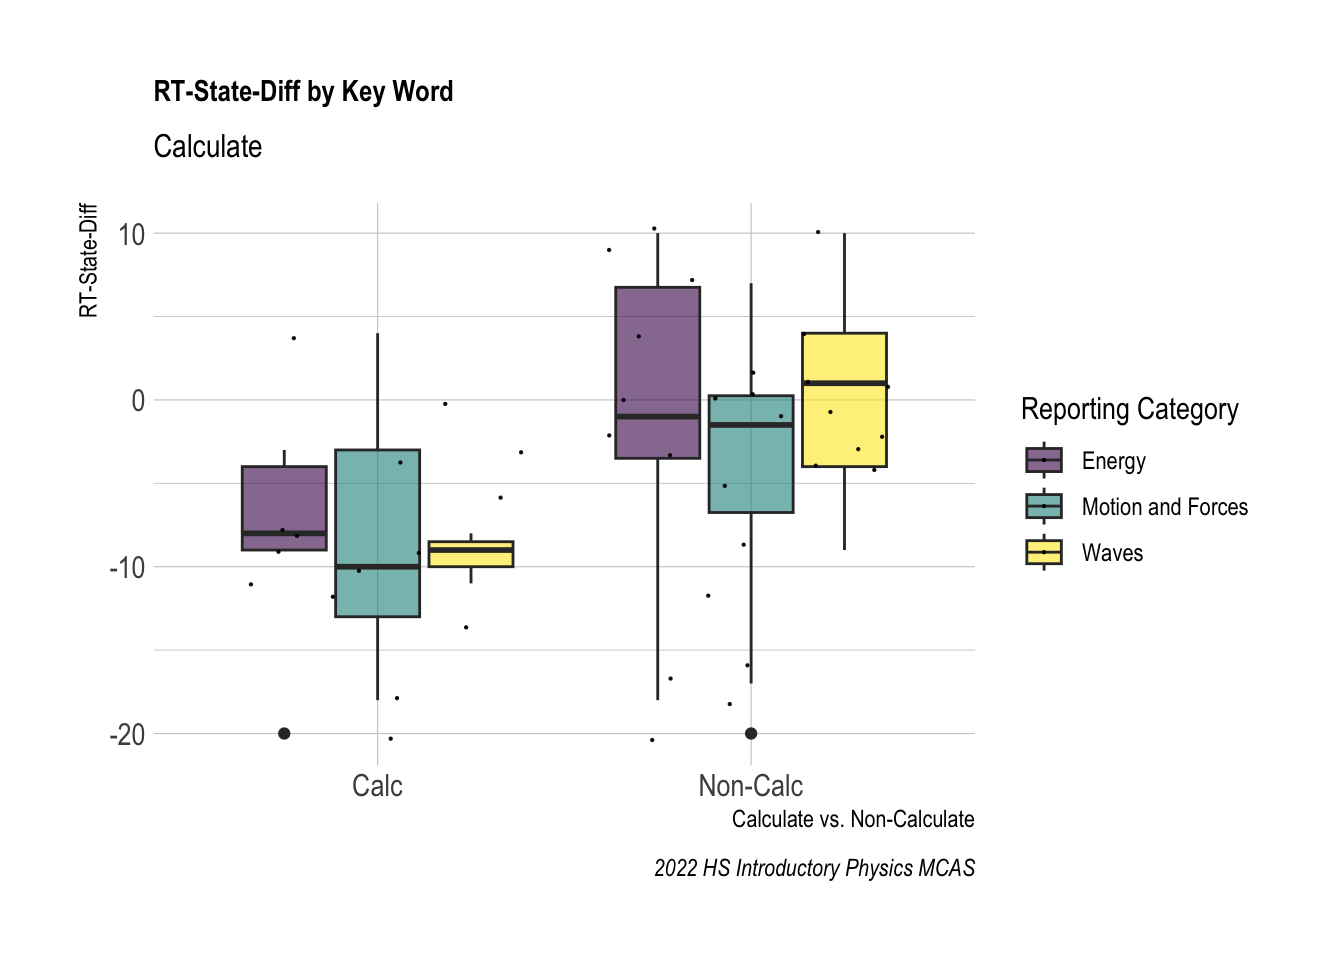 RT-State-Diff by Key Word
Calculate
RT-State-Diff
10
0
-10
-20
Calc
Non-Calc
Calculate vs. Non-Calculate
2022 HS Introductory Physics MCAS
Reporting Category
Energy
Motion and Forces
Waves